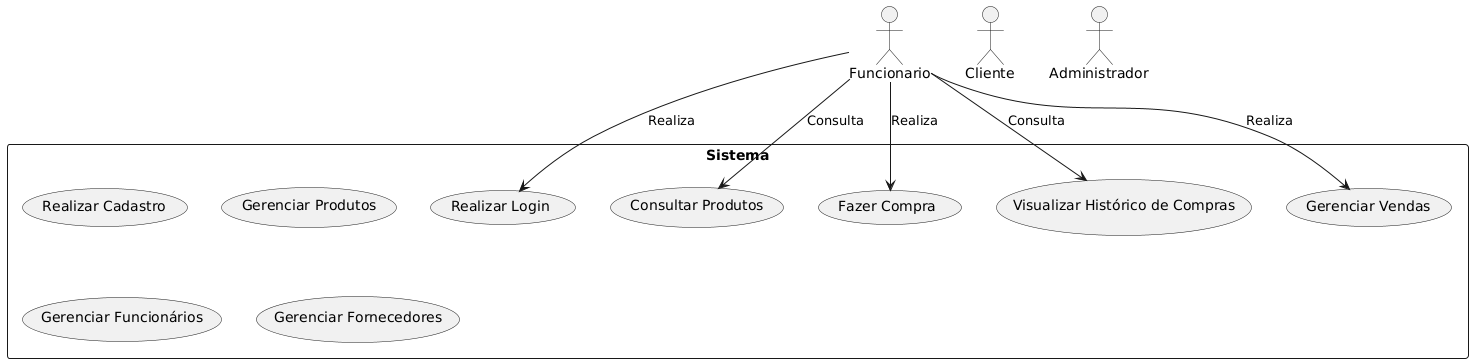 Funcionario
Cliente
Administrador
Realiza
Consulta
Realiza
Consulta
Realiza
Sistema
Realizar Cadastro
Gerenciar Produtos
Realizar Login
Consultar Produtos
Fazer Compra
Visualizar Histórico de Compras
Gerenciar Vendas
Gerenciar Funcionários
Gerenciar Fornecedores